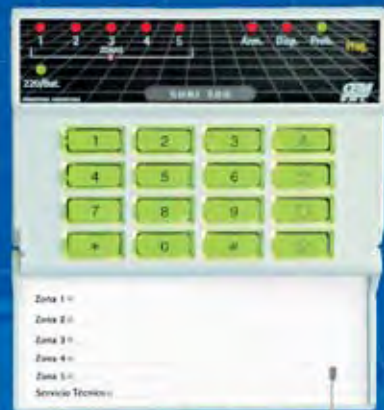 1 2 3 4 5 Arm. Disp. Prob.
ZONAS
Prog.
220/Bat.
1 2 3
4 5 6
7 8 9
* 0 #
Zona 1
Zona 2
Zona 3
Zona 4
Zona 5
Servicio Técnico